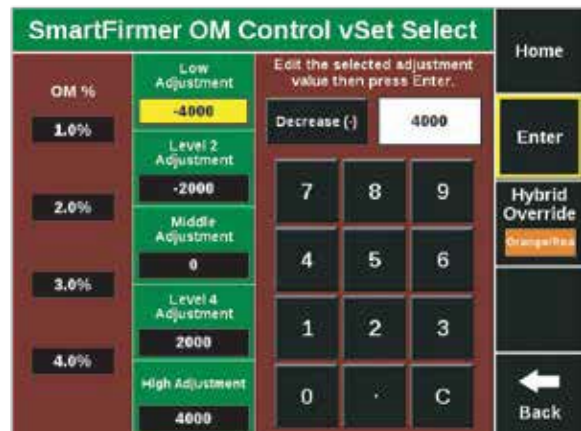 SmartFirmer OM Control vSet Select
OM %
1.0%
2.0%
3.0%
4.0%
Low
Adjustment
-4000
Level 2
Adjustment
-2000
Middle
Adjustment
0
Level 4
Adjustment
2000
High Adjustment
4000
Edit the selected adjustment
value then press Enter.
Decrease (-) 4000
7 8 9
4 5 6
1 2 3
0 . C
Home
Enter
Hybrid
Override
Back